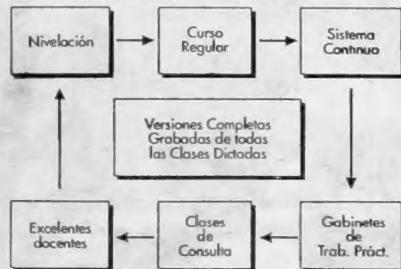 Nivelación
Curso
Regular
Sistema
Continuo
Versiones Completas
Grabadas de todas
las Clases Dictadas
Excelentes
docentes
Clases
de
Consulta
Gabinetes
de
Trab. Práct.